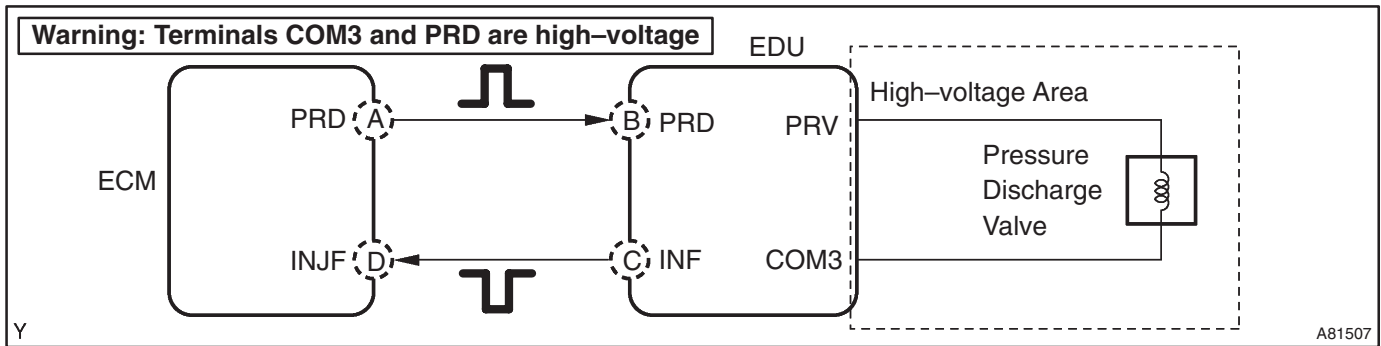 Warning: Terminals COM3 and PRD are high–voltage
EDU
High–voltage Area
PRD A
B PRD
PRV
ECM
Pressure
Discharge
Valve
INJF D
C INF
COM3
Y
A81507